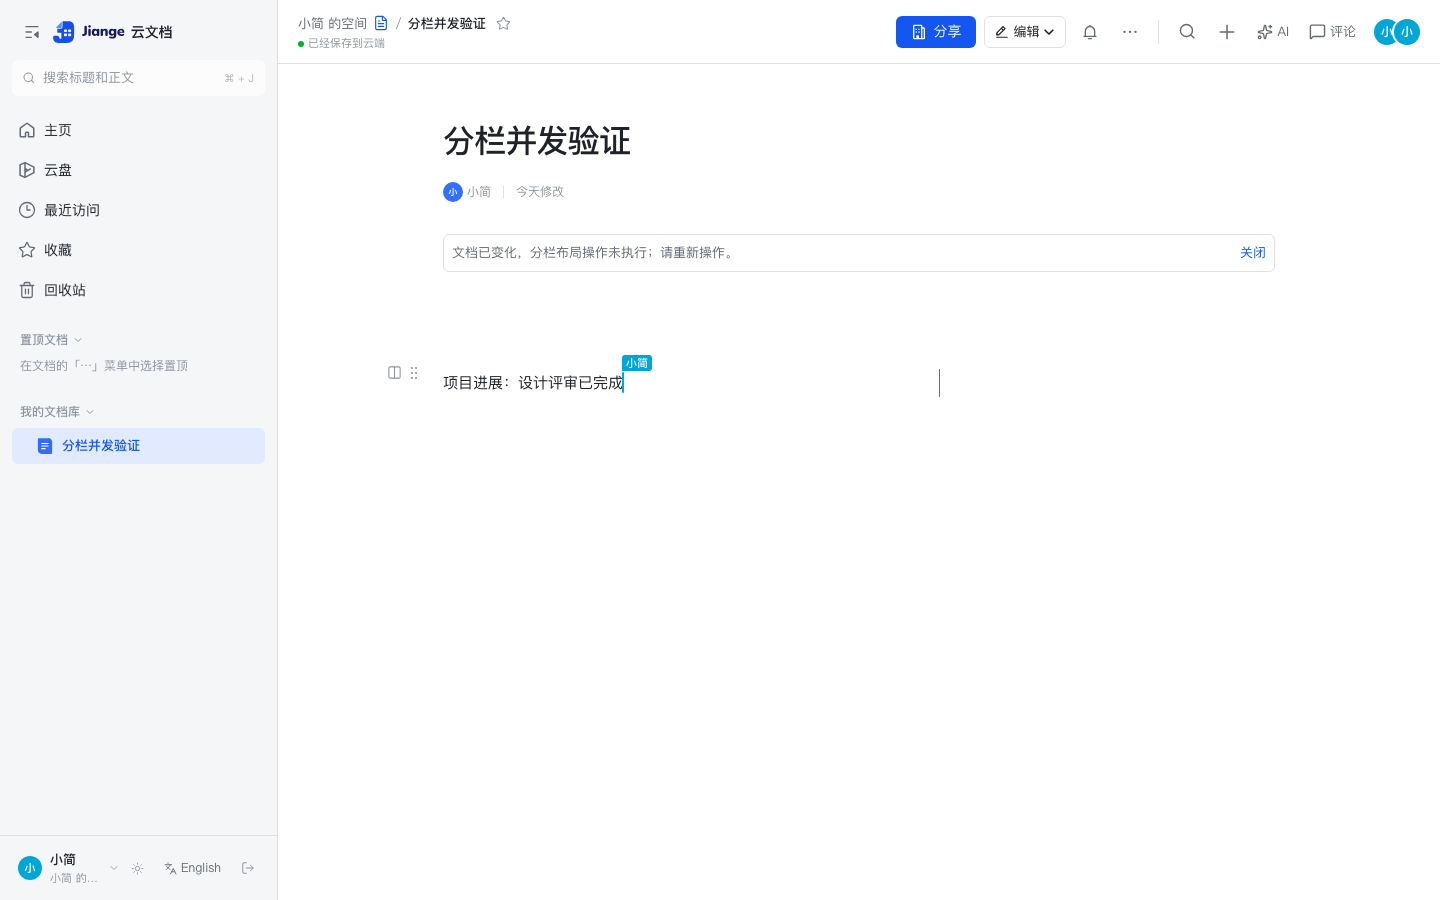 Jiange 云文档
搜索标题和正文 ⌘ + J
主页
云盘
最近访问
收藏
回收站
置顶文档
在文档的「···」菜单中选择置顶
我的文档库
分栏并发验证
小 小简
小简 的...
English
小简 的空间 / 分栏并发验证
已经保存到云端
分享 编辑 AI 评论 小 小
分栏并发验证
小 小简 今天修改
文档已变化，分栏布局操作未执行；请重新操作。 关闭
小简
项目进展：设计评审已完成